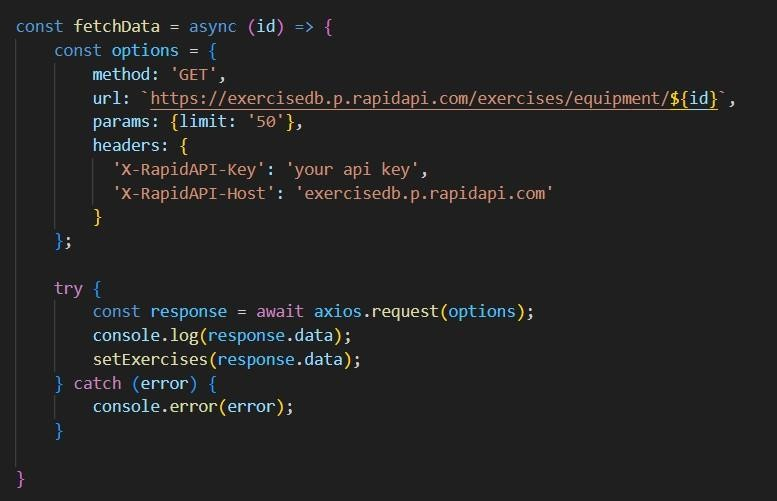 const fetchData = async (id) => {
    const options = {
        method: 'GET',
        url: `https://exercisedb.p.rapidapi.com/exercises/equipment/${id}`,
        params: {limit: '50'},
        headers: {
          'X-RapidAPI-Key': 'your api key',
          'X-RapidAPI-Host': 'exercisedb.p.rapidapi.com'
        }
    };

    try {
        const response = await axios.request(options);
        console.log(response.data);
        setExercises(response.data);
    } catch (error) {
        console.error(error);
    }

}